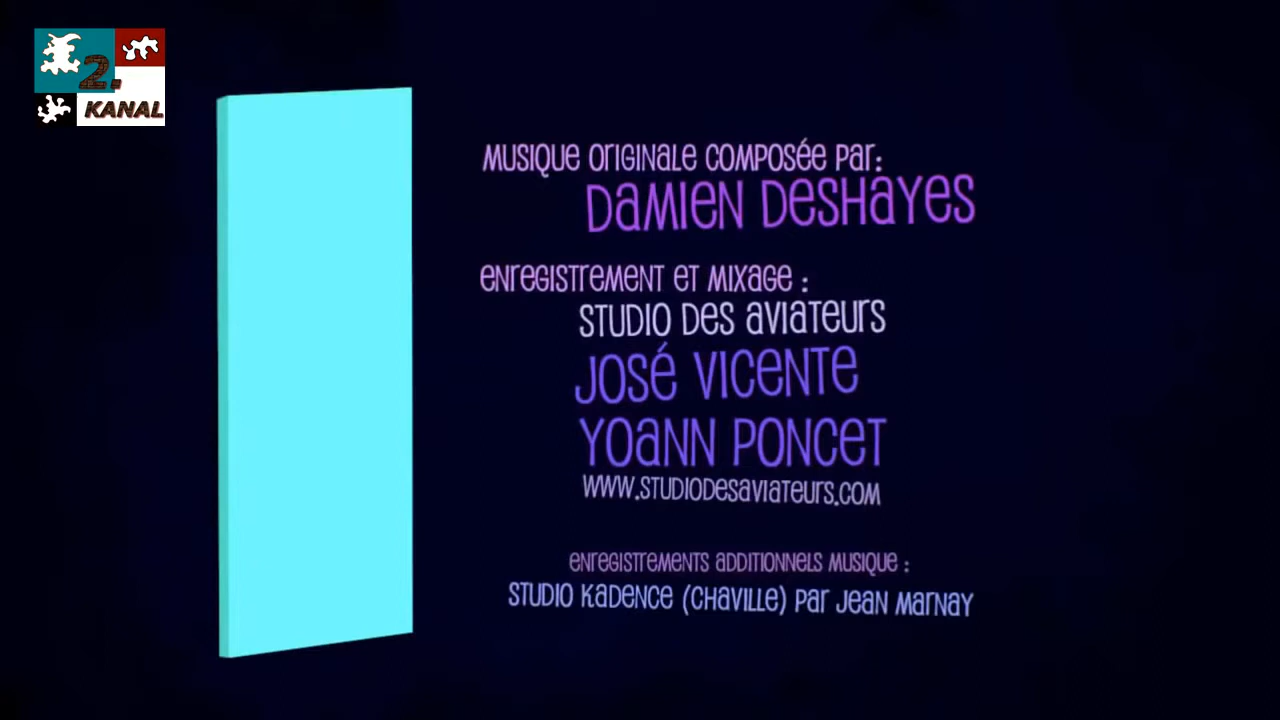 2.
KANAL
MUSIQUE ORIGINALE COMPOSÉE PAR:
DAMIEN DESHAYES
ENREGISTREMENT ET MIXAGE :
STUDIO DES AVIATEURS
JOSÉ VICENTE
YOANN PONCET
WWW.STUDIODESAVIATEURS.COM
ENREGISTREMENTS ADDITIONNELS MUSIQUE :
STUDIO KADENCE (CHAVILLE) PAR JEAN MARNAY